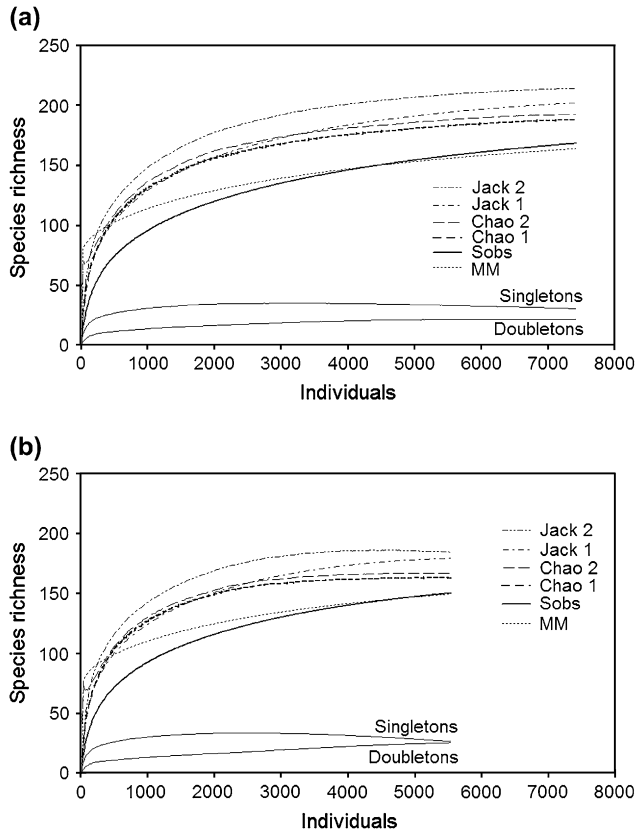 (a)
250
200
150
100
50
0
Species richness
Jack 2
Jack 1
Chao 2
Chao 1
Sobs
MM
Singletons
Doubletons
0 1000 2000 3000 4000 5000 6000 7000 8000
Individuals
(b)
250
200
150
100
50
0
Species richness
Jack 2
Jack 1
Chao 2
Chao 1
Sobs
MM
Singletons
Doubletons
0 1000 2000 3000 4000 5000 6000 7000 8000
Individuals